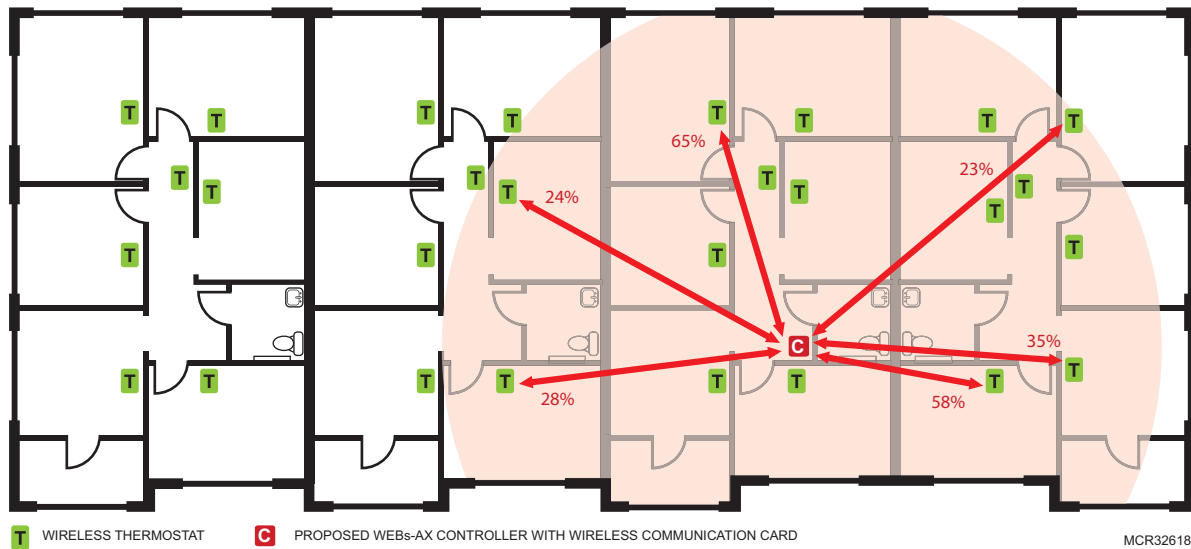 T T T T T T T T
65%
23%
T T T T T T T
24%
T
T T T T
35%
C
T T T T T T T T
28%
58%
T WIRELESS THERMOSTAT
C PROPOSED WEBs-AX CONTROLLER WITH WIRELESS COMMUNICATION CARD
MCR32618